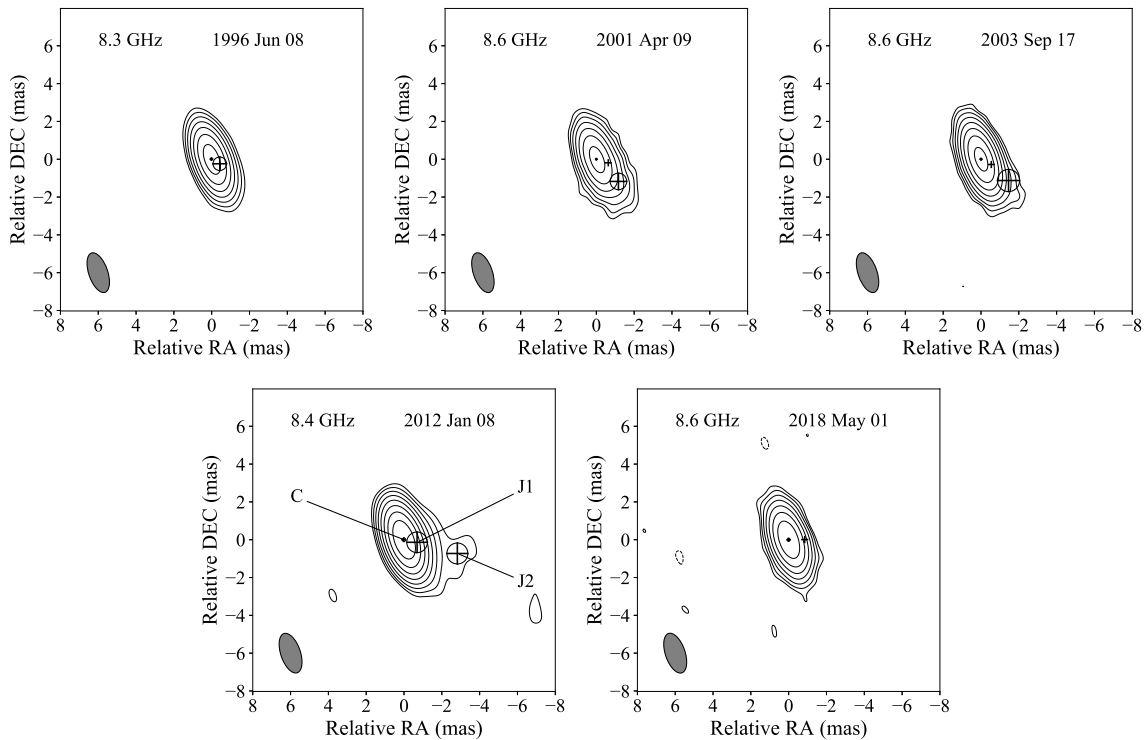 8.3 GHz 1996 Jun 08
6
4
2
0
−2
−4
−6
−8
8 6 4 2 0 −2 −4 −6 −8
Relative DEC (mas)
Relative RA (mas)
8.6 GHz 2001 Apr 09
6
4
2
0
−2
−4
−6
−8
8 6 4 2 0 −2 −4 −6 −8
Relative DEC (mas)
Relative RA (mas)
8.6 GHz 2003 Sep 17
6
4
2
0
−2
−4
−6
−8
8 6 4 2 0 −2 −4 −6 −8
Relative DEC (mas)
Relative RA (mas)
8.4 GHz 2012 Jan 08
C
J1
J2
6
4
2
0
−2
−4
−6
−8
8 6 4 2 0 −2 −4 −6 −8
Relative DEC (mas)
Relative RA (mas)
8.6 GHz 2018 May 01
6
4
2
0
−2
−4
−6
−8
8 6 4 2 0 −2 −4 −6 −8
Relative DEC (mas)
Relative RA (mas)